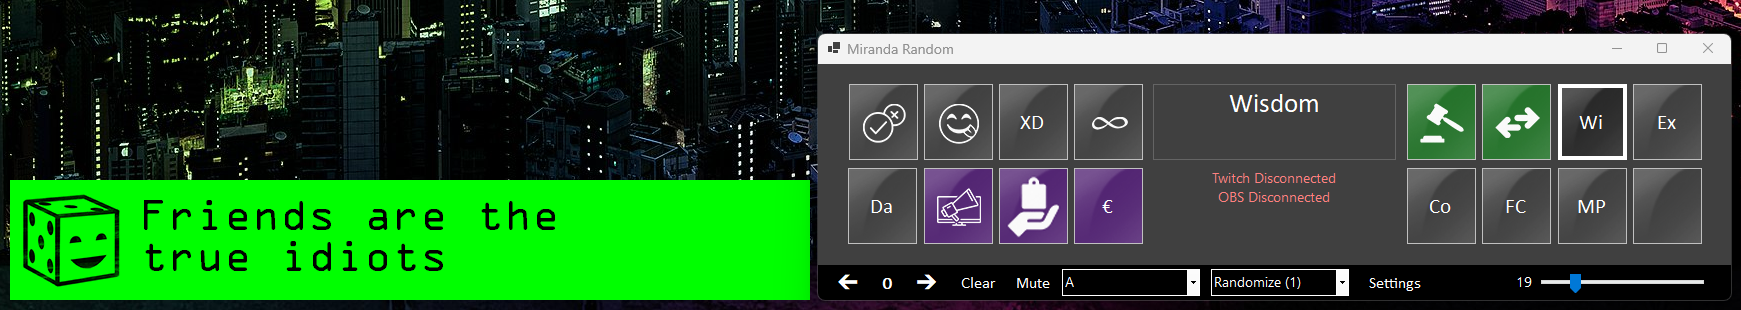 Friends are the
true idiots
Miranda Random
XD
Wisdom
Wi
Ex
Twitch Disconnected
OBS Disconnected
Da
€
Co
FC
MP
0
Clear
Mute
A
Randomize (1)
Settings
19